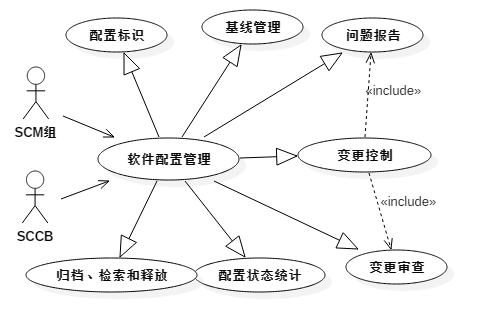 配置标识
基线管理
问题报告
«include»
SCM组
软件配置管理
变更控制
«include»
SCCB
归档、检索和释放
配置状态统计
变更审查